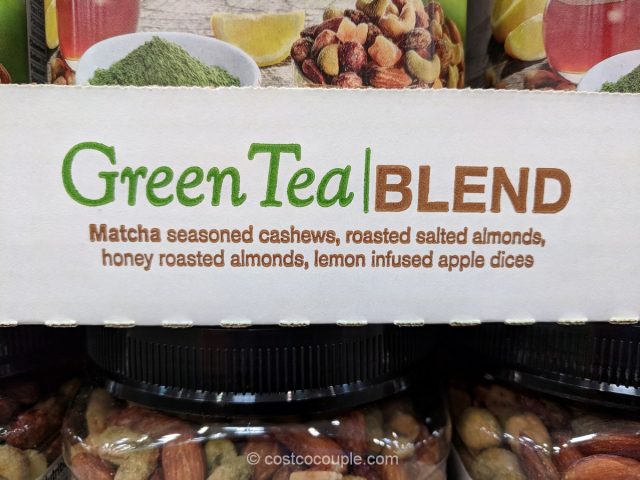 Green Tea|BLEND
Matcha seasoned cashews, roasted salted almonds,
honey roasted almonds, lemon infused apple dices
© costcocouple.com